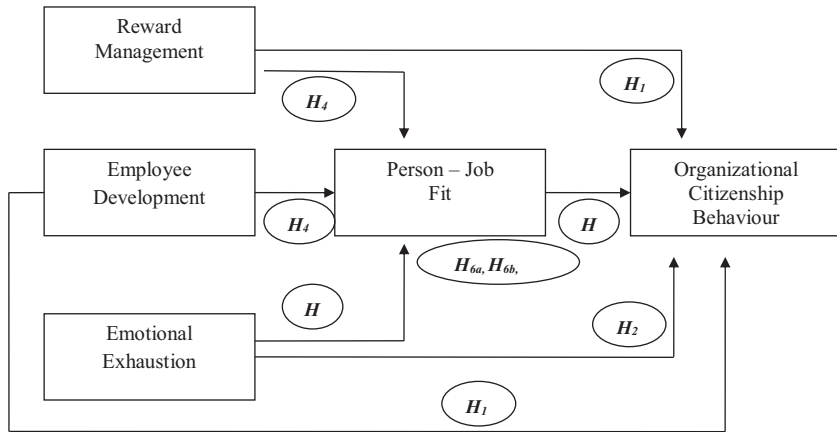 Reward
Management
H1
H4
Employee
Development
Person – Job
Fit
Organizational
Citizenship
Behaviour
H4
H
H6a, H6b,
H
H2
Emotional
Exhaustion
H1